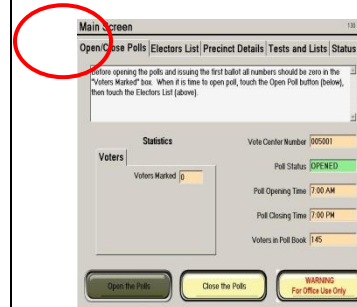 Main Screen
Open/Close Polls Electors List Precinct Details Tests and Lists Status
Before opening the polls and issuing the first ballot all numbers should be zero in the
"Voters Marked" box. When it is time to open poll, touch the Open Poll button (below),
then touch the Electors List (above).
Statistics
Voters
Voters Marked 0
Vote Center Number 005001
Poll Status OPENED
Poll Opening Time 7:00 AM
Poll Closing Time 7:00 PM
Voters in Poll Book 145
Open the Polls
Close the Polls
WARNING
For Office Use Only